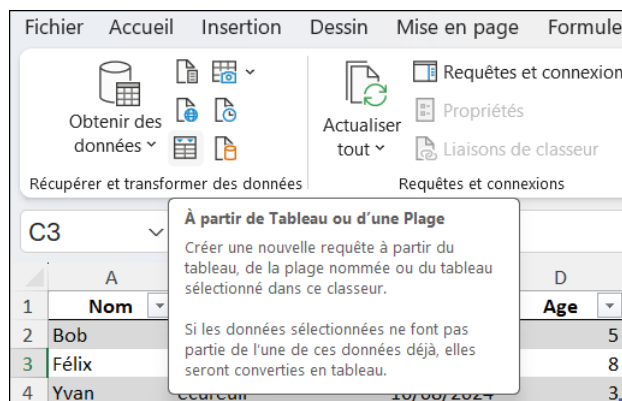 Fichier Accueil Insertion Dessin Mise en page Formule
Obtenir des
données
Actualiser
tout
Requêtes et connexion
Propriétés
Liaisons de classeur
Récupérer et transformer des données
Requêtes et connexions
C3
À partir de Tableau ou d'une Plage
Créer une nouvelle requête à partir du
tableau, de la plage nommée ou du tableau
sélectionné dans ce classeur.
Si les données sélectionnées ne font pas
partie de l'une de ces données déjà, elles
seront converties en tableau.
A D
1 Nom Age
2 Bob 5
3 Félix 8
4 Yvan 3